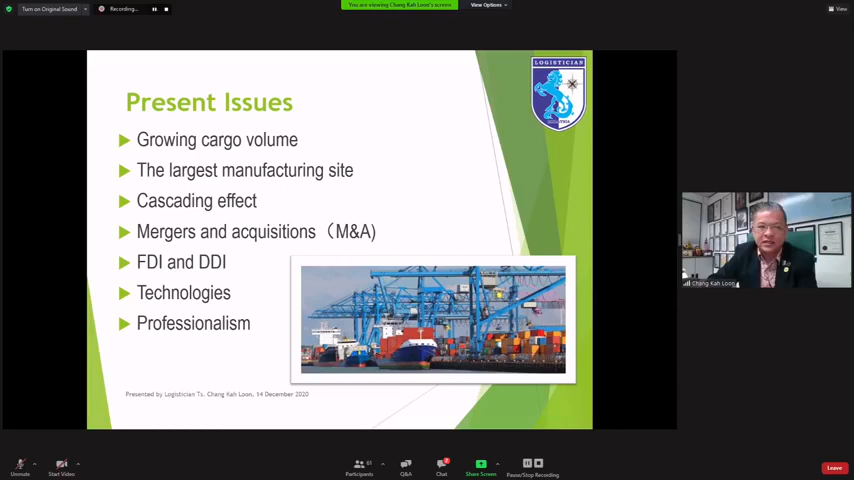 Turn on Original Sound
Recording...
You are viewing Chang Kah Loon's screen
View Options
View
LOGISTICIAN
Present Issues
Growing cargo volume
The largest manufacturing site
Cascading effect
Mergers and acquisitions（M&A)
FDI and DDI
Technologies
Professionalism
Chang Kah Loon
Presented by Logistician Ts. Chang Kah Loon, 14 December 2020
Unmute
Start Video
Participants
61
Q&A
Chat
2
Share Screen
Pause/Stop Recording
Leave